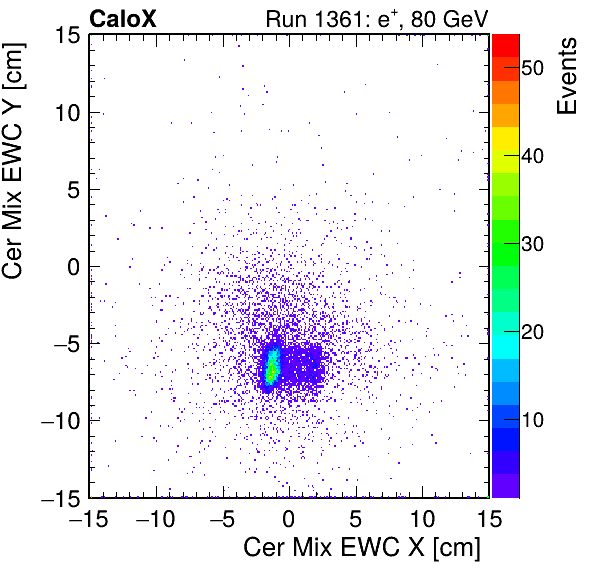 CaloX Run 1361: e+, 80 GeV
Cer Mix EWC Y [cm]
15
10
5
0
−5
−10
−15
−15 −10 −5 0 5 10 15
Cer Mix EWC X [cm]
Events
50
40
30
20
10